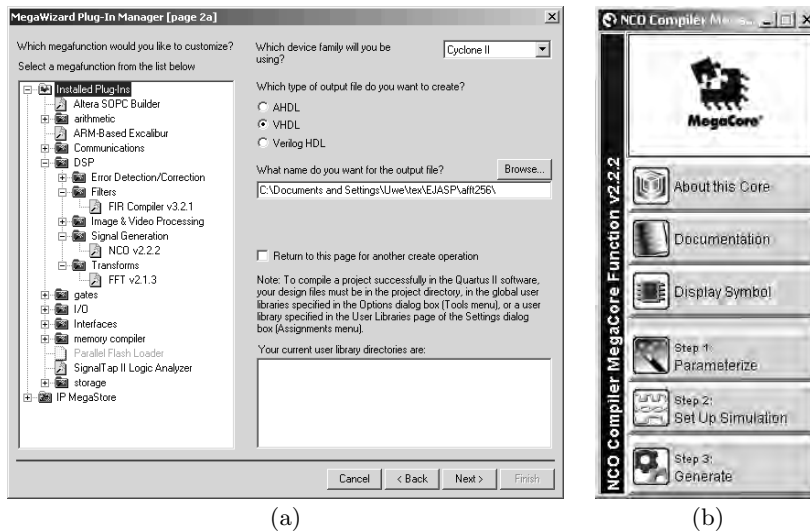 MegaWizard Plug-In Manager [page 2a]
Which megafunction would you like to customize?
Select a megafunction from the list below
Installed Plug-Ins
Altera SOPC Builder
arithmetic
ARM-Based Excalibur
Communications
DSP
Error Detection/Correction
Filters
FIR Compiler v3.2.1
Image & Video Processing
Signal Generation
NCO v2.2.2
Transforms
FFT v2.1.3
gates
I/O
Interfaces
memory compiler
Parallel Flash Loader
SignalTap II Logic Analyzer
storage
IP MegaStore
Which device family will you be
using?
Cyclone II
Which type of output file do you want to create?
AHDL
VHDL
Verilog HDL
What name do you want for the output file?
Browse...
C:\Documents and Settings\Uwe\tex\EJASP\afft256\
Return to this page for another create operation
Note: To compile a project successfully in the Quartus II software,
your design files must be in the project directory, in the global user
libraries specified in the Options dialog box (Tools menu), or a user
library specified in the User Libraries page of the Settings dialog
box (Assignments menu).
Your current user library directories are:
Cancel
< Back
Next >
Finish
(a)
NCO Compiler
NCO Compiler MegaCore Function v2.2.2
MegaCore
About this Core
Documentation
Display Symbol
Step 1:
Parameterize
Step 2:
Set Up Simulation
Step 3:
Generate
(b)